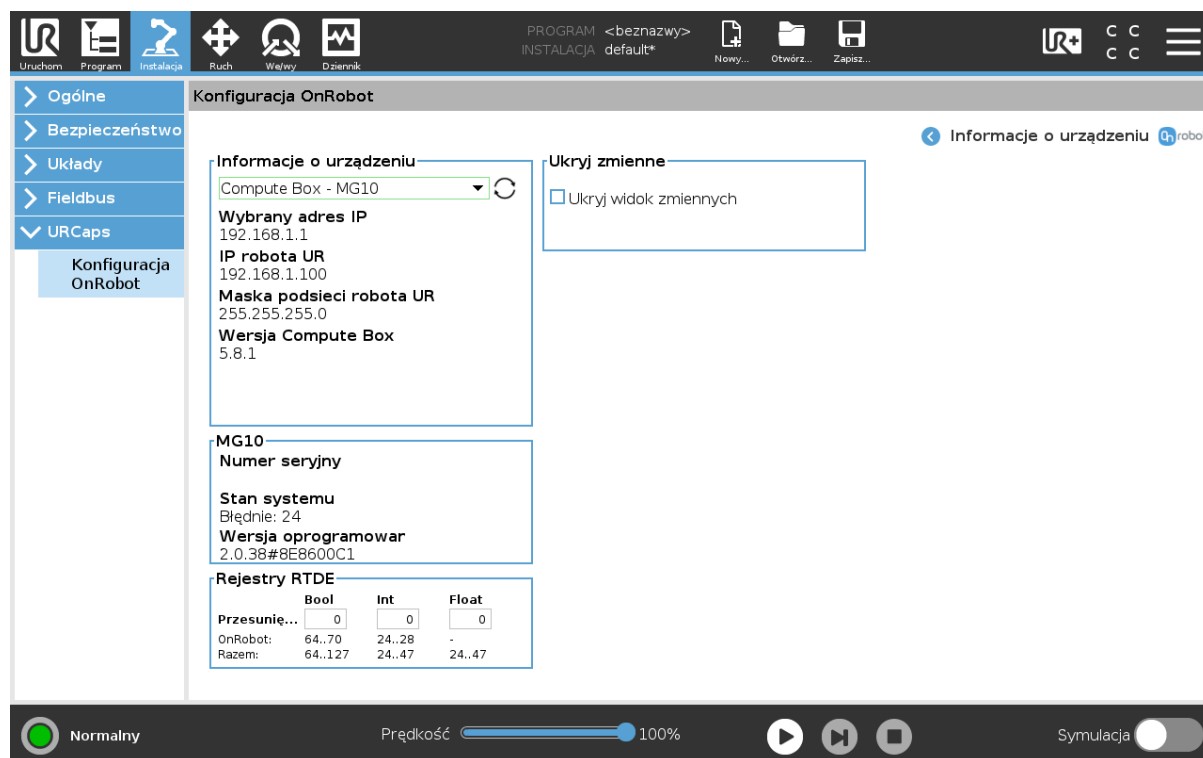 PROGRAM <beznazwy>
INSTALACJA default*
Uruchom Program Instalacja Ruch We/wy Dziennik Nowy... Otwórz... Zapisz...
UR+
C C
C C
Ogólne
Bezpieczeństwo
Układy
Fieldbus
URCaps
Konfiguracja
OnRobot
Konfiguracja OnRobot
Informacje o urządzeniu On robo
Informacje o urządzeniu
Compute Box - MG10
Wybrany adres IP
192.168.1.1
IP robota UR
192.168.1.100
Maska podsieci robota UR
255.255.255.0
Wersja Compute Box
5.8.1
Ukryj zmienne
Ukryj widok zmiennych
MG10
Numer seryjny
Stan systemu
Błędnie: 24
Wersja oprogramowar
2.0.38#8E8600C1
Rejestry RTDE
Bool Int Float
Przesunię... 0 0 0
OnRobot: 64..70 24..28 -
Razem: 64..127 24..47 24..47
Normalny Prędkość 100% Symulacja